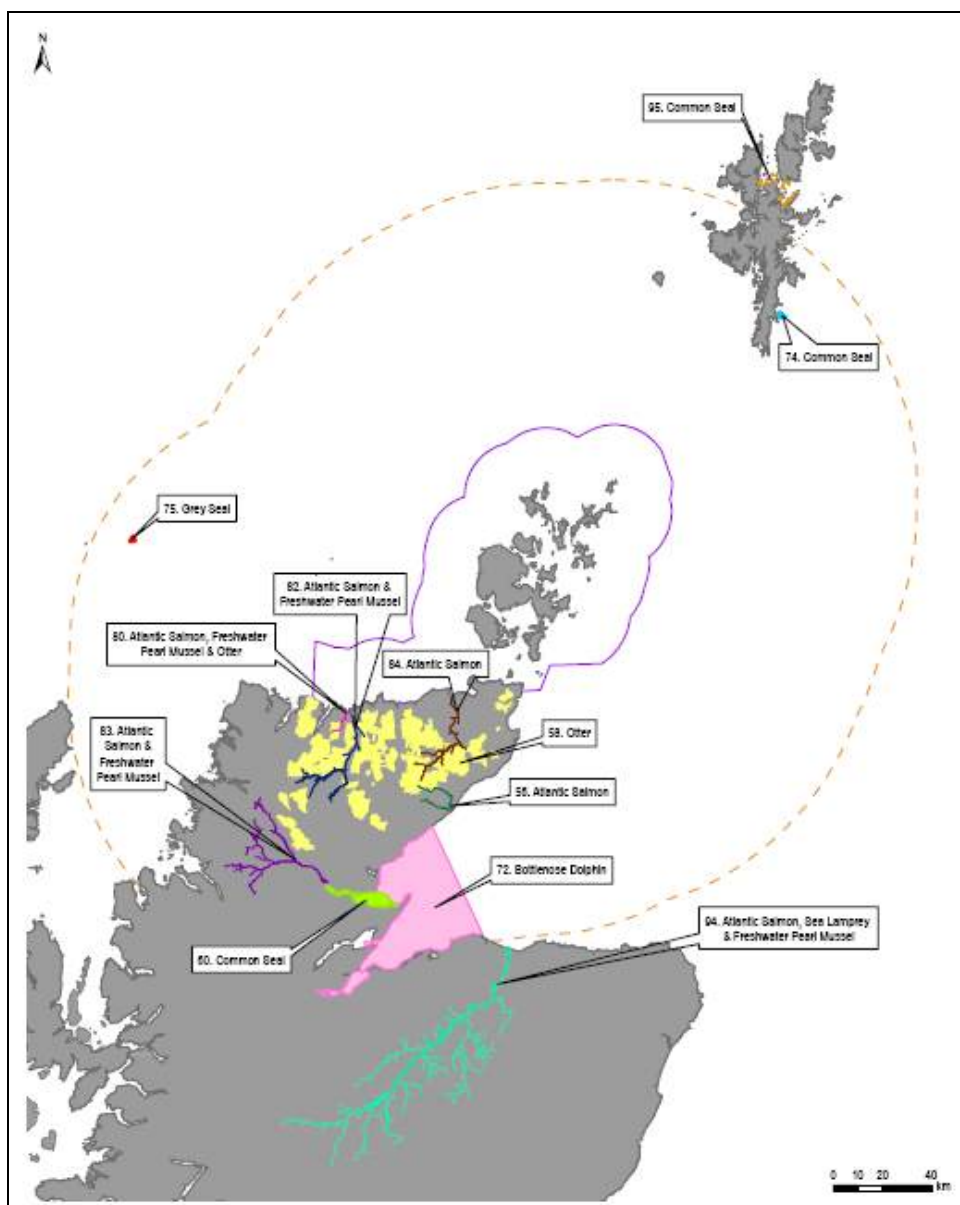 N
95. Common Seal
74. Common Seal
75. Grey Seal
82. Atlantic Salmon &
Freshwater Pearl Mussel
80. Atlantic Salmon, Freshwater
Pearl Mussel & Otter
84. Atlantic Salmon
83. Atlantic
Salmon &
Freshwater
Pearl Mussel
58. Otter
56. Atlantic Salmon
72. Bottlenose Dolphin
94. Atlantic Salmon, Sea Lamprey
& Freshwater Pearl Mussel
60. Common Seal
0 10 20 40
km